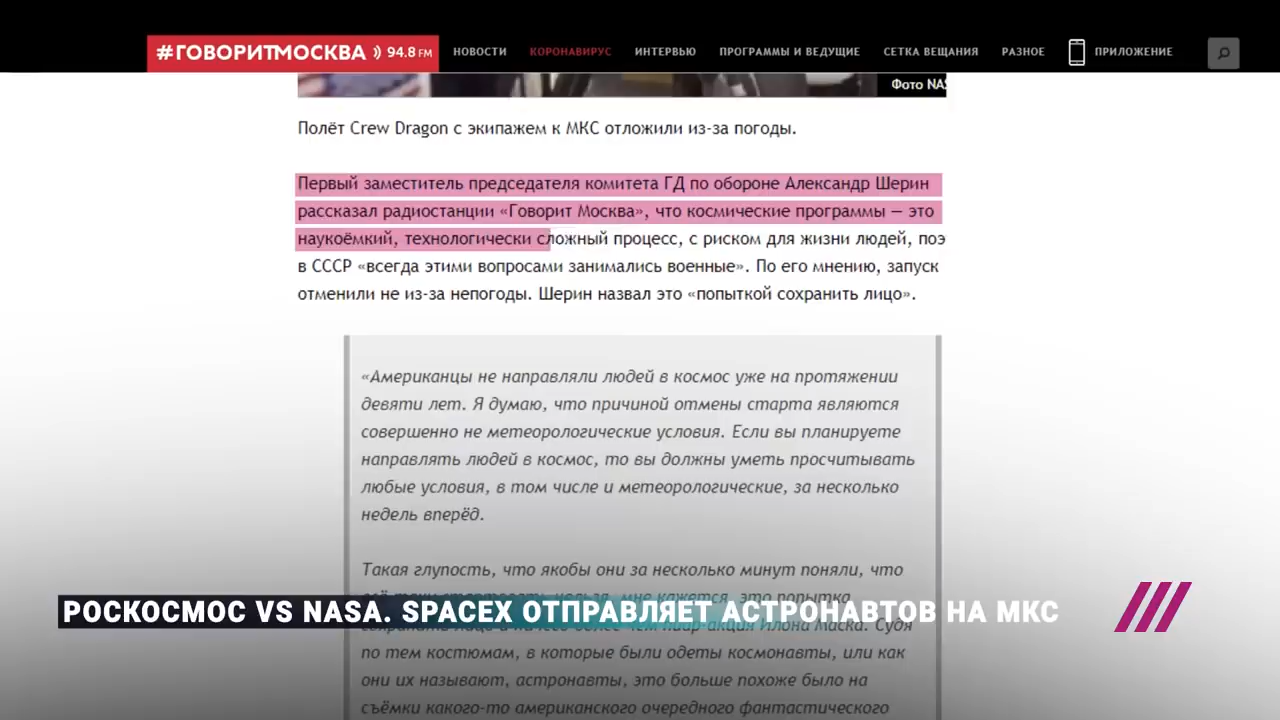 #ГОВОРИТМОСКВА 94.8 FM НОВОСТИ КОРОНАВИРУС ИНТЕРВЬЮ ПРОГРАММЫ И ВЕДУЩИЕ СЕТКА ВЕЩАНИЯ РАЗНОЕ ПРИЛОЖЕНИЕ
Фото NAS
Полёт Crew Dragon с экипажем к МКС отложили из-за погоды.
Первый заместитель председателя комитета ГД по обороне Александр Шерин
рассказал радиостанции «Говорит Москва», что космические программы — это
наукоёмкий, технологически сложный процесс, с риском для жизни людей, поэ
в СССР «всегда этими вопросами занимались военные». По его мнению, запуск
отменили не из-за непогоды. Шерин назвал это «попыткой сохранить лицо».
«Американцы не направляли людей в космос уже на протяжении
девяти лет. Я думаю, что причиной отмены старта являются
совершенно не метеорологические условия. Если вы планируете
направлять людей в космос, то вы должны уметь просчитывать
любые условия, в том числе и метеорологические, за несколько
недель вперёд.
Такая глупость, что якобы они за несколько минут поняли, что
РОСКОСМОС VS NASA. SPACEX ОТПРАВЛЯЕТ АСТРОНАВТОВ НА МКС
Илона Маска. Судя
по тем костюмам, в которые были одеты космонавты, или как
они их называют, астронавты, это больше похоже было на
съёмки какого-то американского очередного фантастического